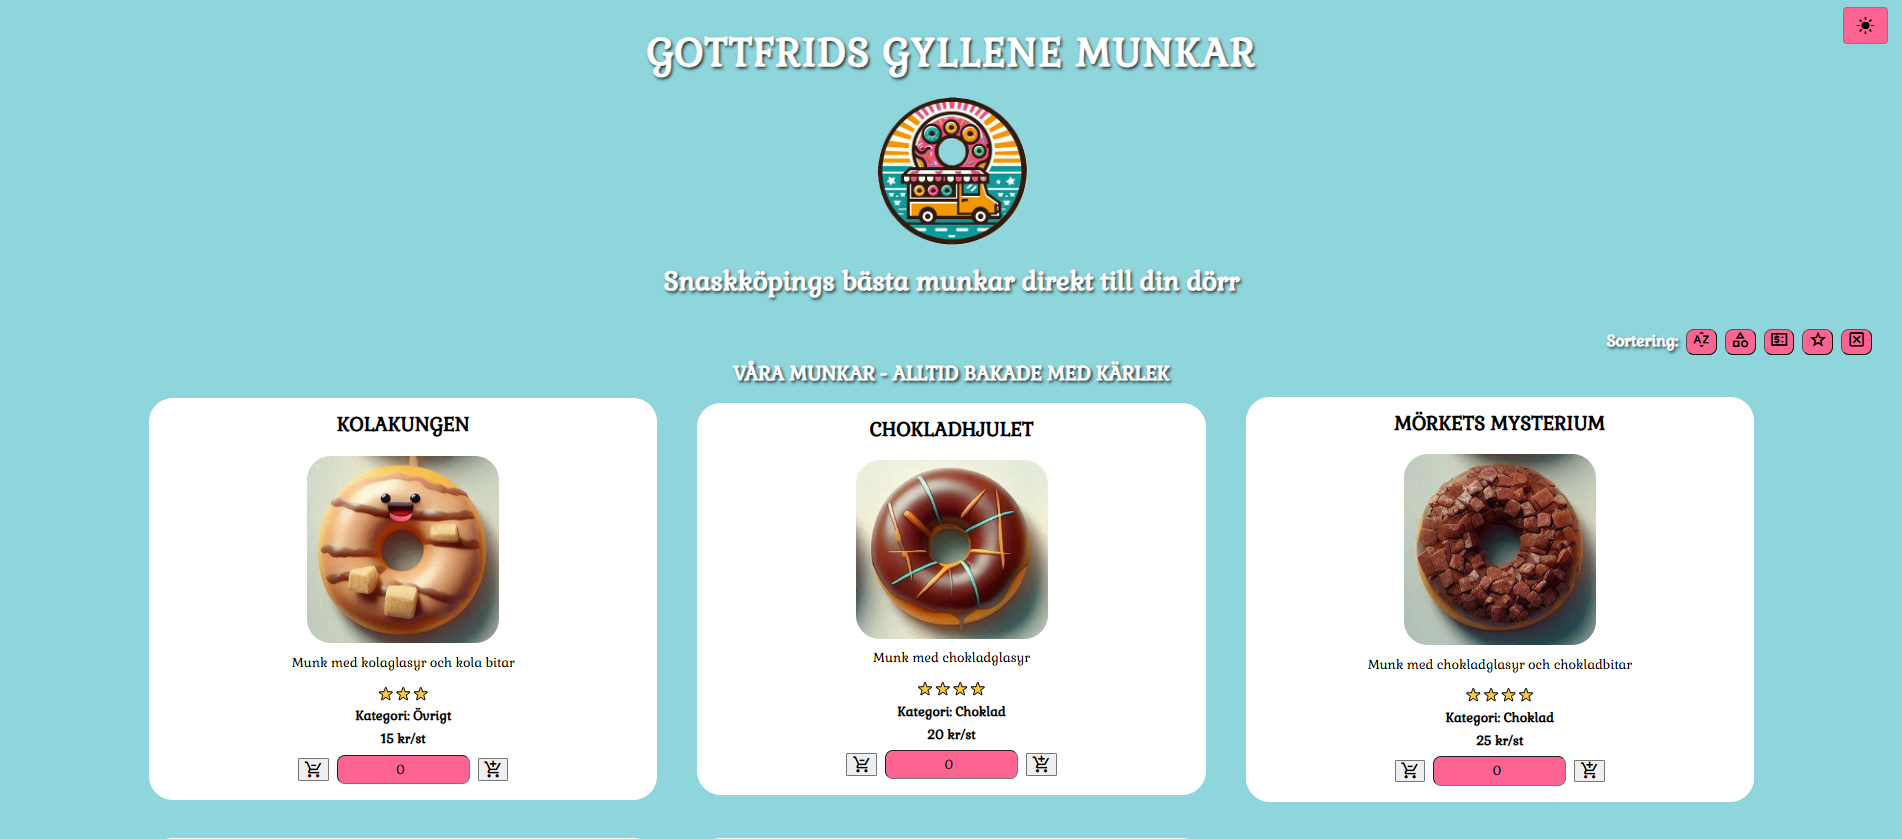 GOTTFRIDS GYLLENE MUNKAR
Snaskköpings bästa munkar direkt till din dörr
Sortering: AZ
VÅRA MUNKAR - ALLTID BAKADE MED KÄRLEK
KOLAKUNGEN
Munk med kolaglasyr och kola bitar
Kategori: Övrigt
15 kr/st
0
CHOKLADHJULET
Munk med chokladglasyr
Kategori: Choklad
20 kr/st
0
MÖRKETS MYSTERIUM
Munk med chokladglasyr och chokladbitar
Kategori: Choklad
25 kr/st
0